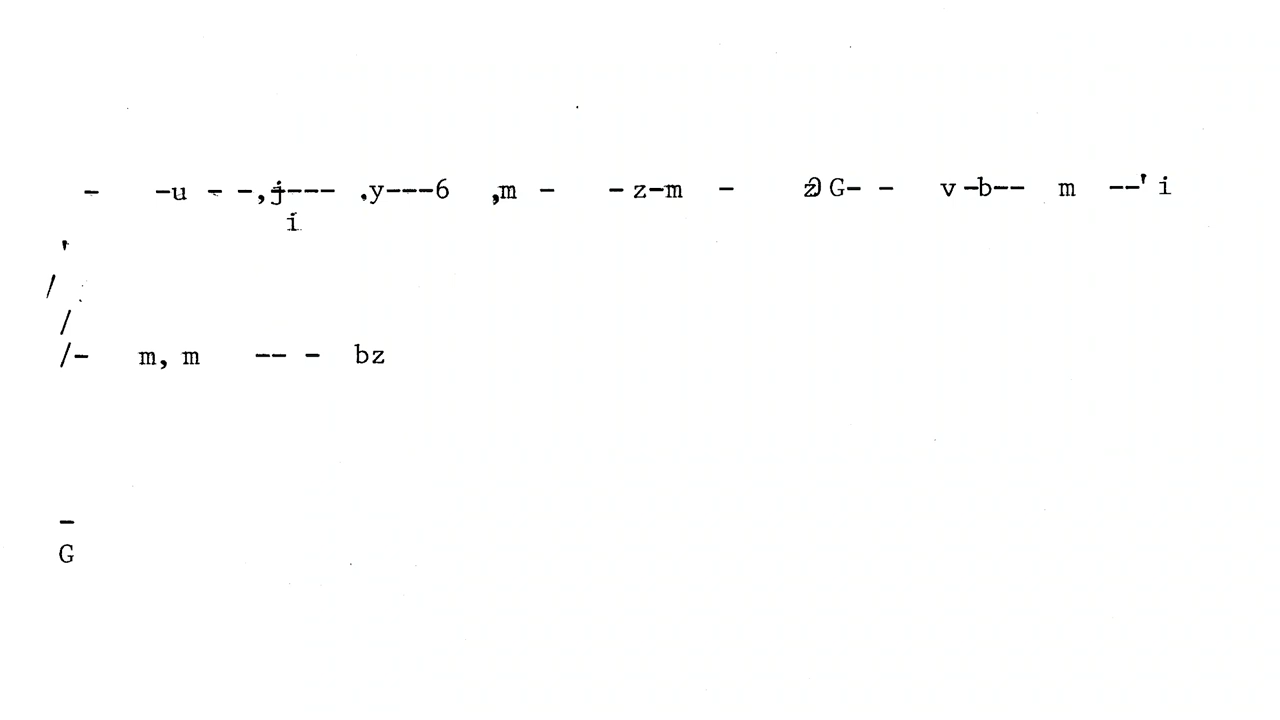 - -u - -,j--- .y---6 ,m - - z-m - G- - v-b-- m --' i
i
'
/
/
/- m, m -- - bz
-
G